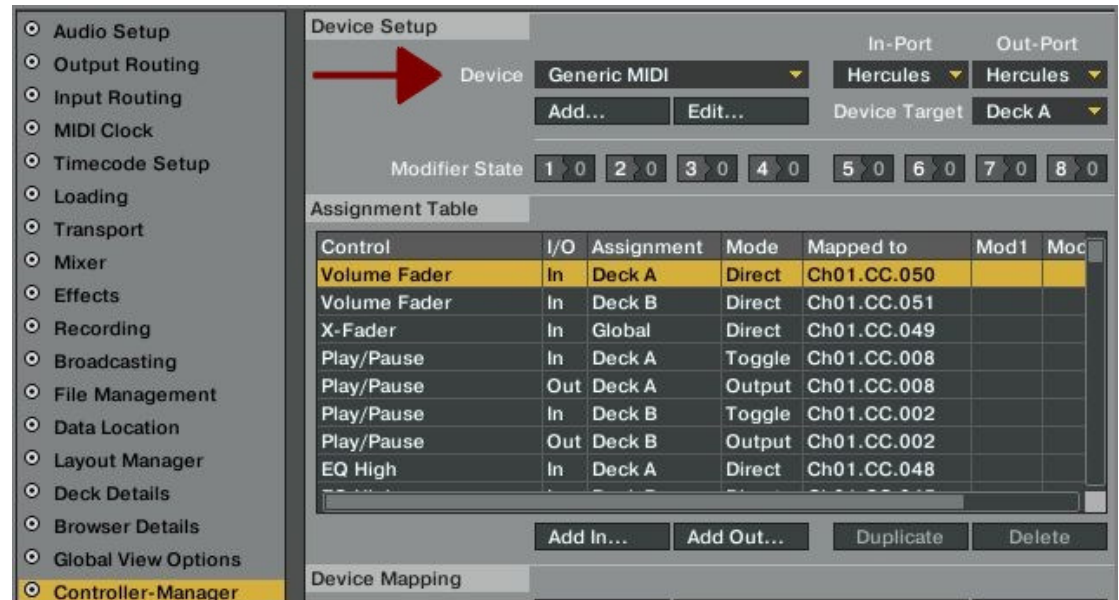 Audio Setup
Output Routing
Input Routing
MIDI Clock
Timecode Setup
Loading
Transport
Mixer
Effects
Recording
Broadcasting
File Management
Data Location
Layout Manager
Deck Details
Browser Details
Global View Options
Controller-Manager
Device Setup
In-Port Out-Port
Device Generic MIDI Hercules Hercules
Add... Edit... Device Target Deck A
Modifier State 1 0 2 0 3 0 4 0 5 0 6 0 7 0 8 0
Assignment Table
Control I/O Assignment Mode Mapped to Mod1 Mod
Volume Fader In Deck A Direct Ch01.CC.050
Volume Fader In Deck B Direct Ch01.CC.051
X-Fader In Global Direct Ch01.CC.049
Play/Pause In Deck A Toggle Ch01.CC.008
Play/Pause Out Deck A Output Ch01.CC.008
Play/Pause In Deck B Toggle Ch01.CC.002
Play/Pause Out Deck B Output Ch01.CC.002
EQ High In Deck A Direct Ch01.CC.048
Add In... Add Out... Duplicate Delete
Device Mapping